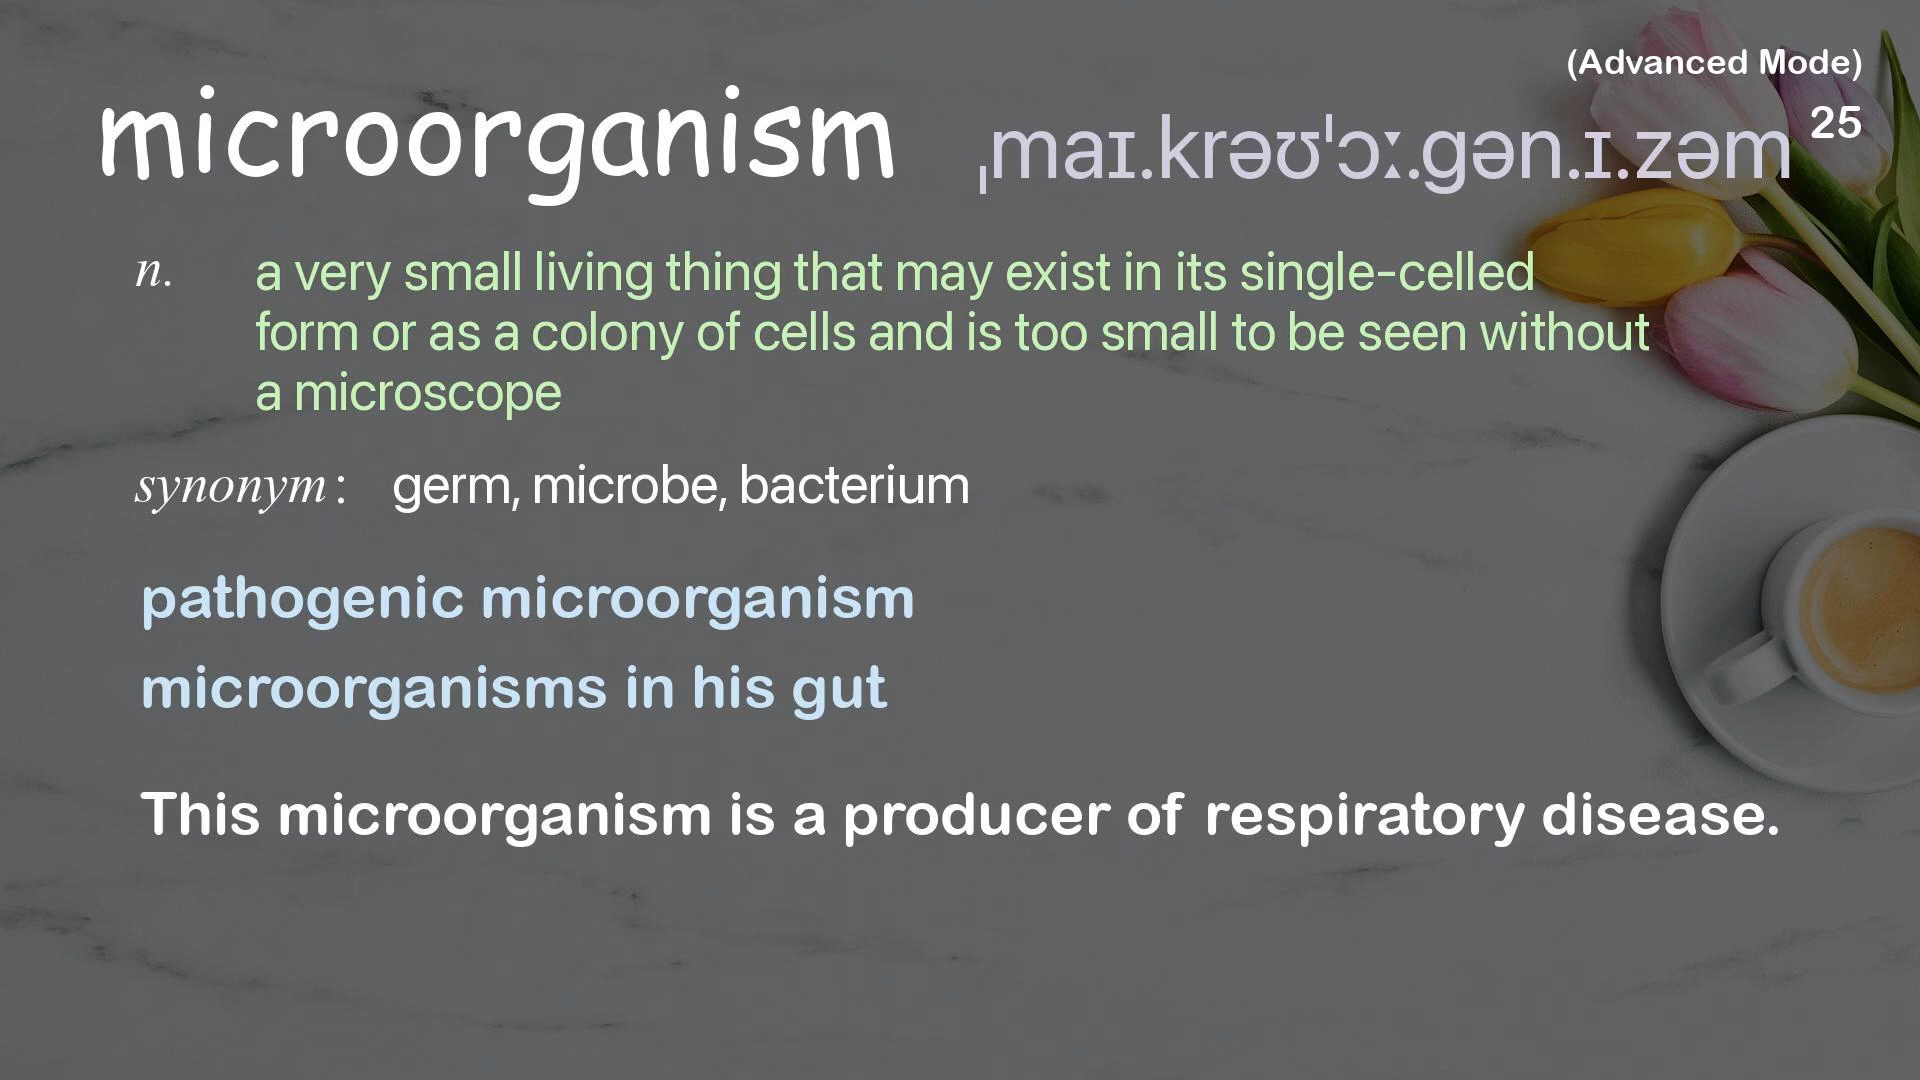 (Advanced Mode)
microorganism ˌmaɪ.krəʊˈɔː.gən.ɪ.zəm 25
n. a very small living thing that may exist in its single-celled
form or as a colony of cells and is too small to be seen without
a microscope
synonym: germ, microbe, bacterium
pathogenic microorganism
microorganisms in his gut
This microorganism is a producer of respiratory disease.